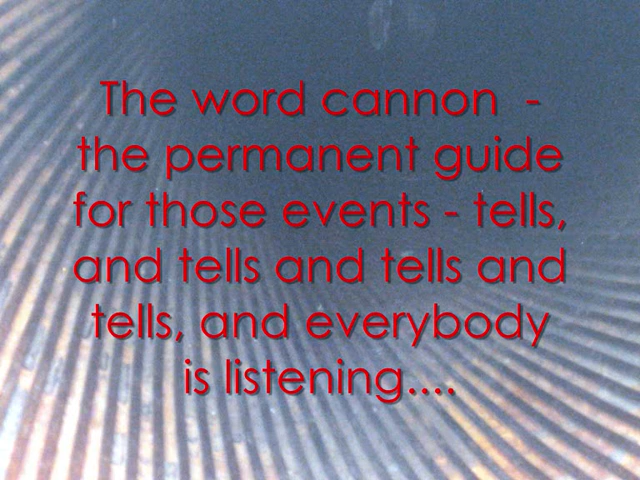 The word cannon -
the permanent guide
for those events - tells,
and tells and tells and
tells, and everybody
is listening....